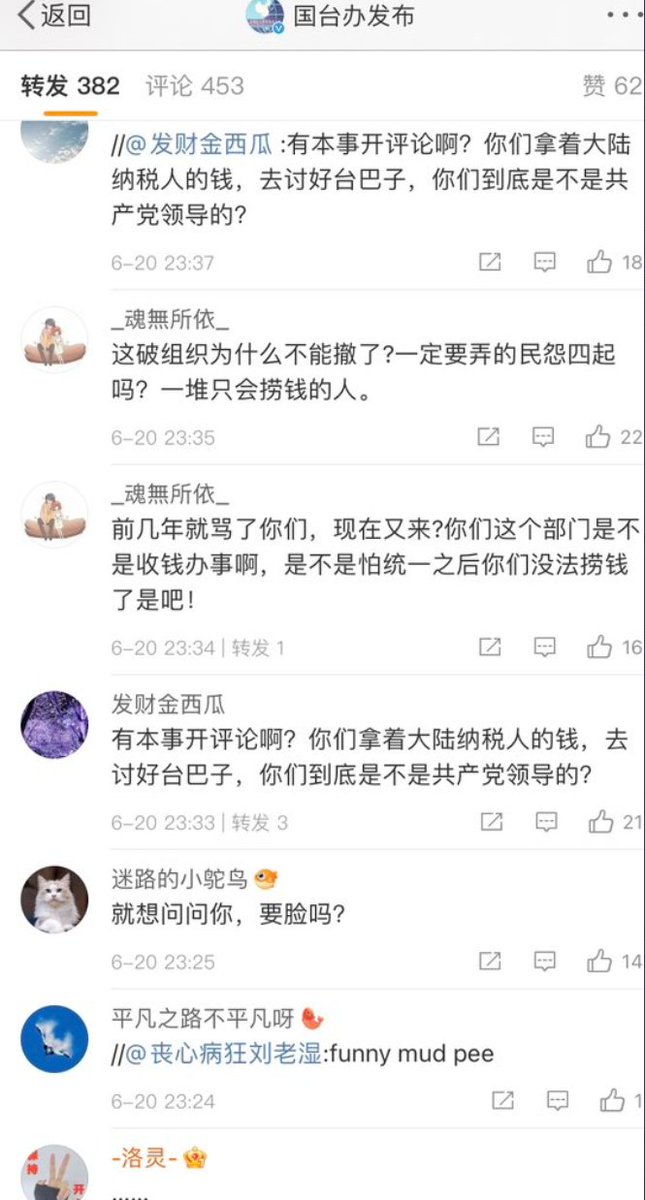 返回
国台办发布
转发 382
评论 453
赞 62
//@发财金西瓜 :有本事开评论啊？你们拿着大陆
纳税人的钱，去讨好台巴子，你们到底是不是共
产党领导的？
6-20 23:37
18
_魂無所依_
这破组织为什么不能撤了?一定要弄的民怨四起
吗？一堆只会捞钱的人。
6-20 23:35
22
_魂無所依_
前几年就骂了你们，现在又来?你们这个部门是不
是收钱办事啊，是不是怕统一之后你们没法捞钱
了是吧！
6-20 23:34 | 转发 1
16
发财金西瓜
有本事开评论啊？你们拿着大陆纳税人的钱，去
讨好台巴子，你们到底是不是共产党领导的？
6-20 23:33 | 转发 3
21
迷路的小鸵鸟
就想问问你，要脸吗？
6-20 23:25
14
平凡之路不平凡呀
//@丧心病狂刘老湿:funny mud pee
6-20 23:24
1
-洛灵-
持
开
......